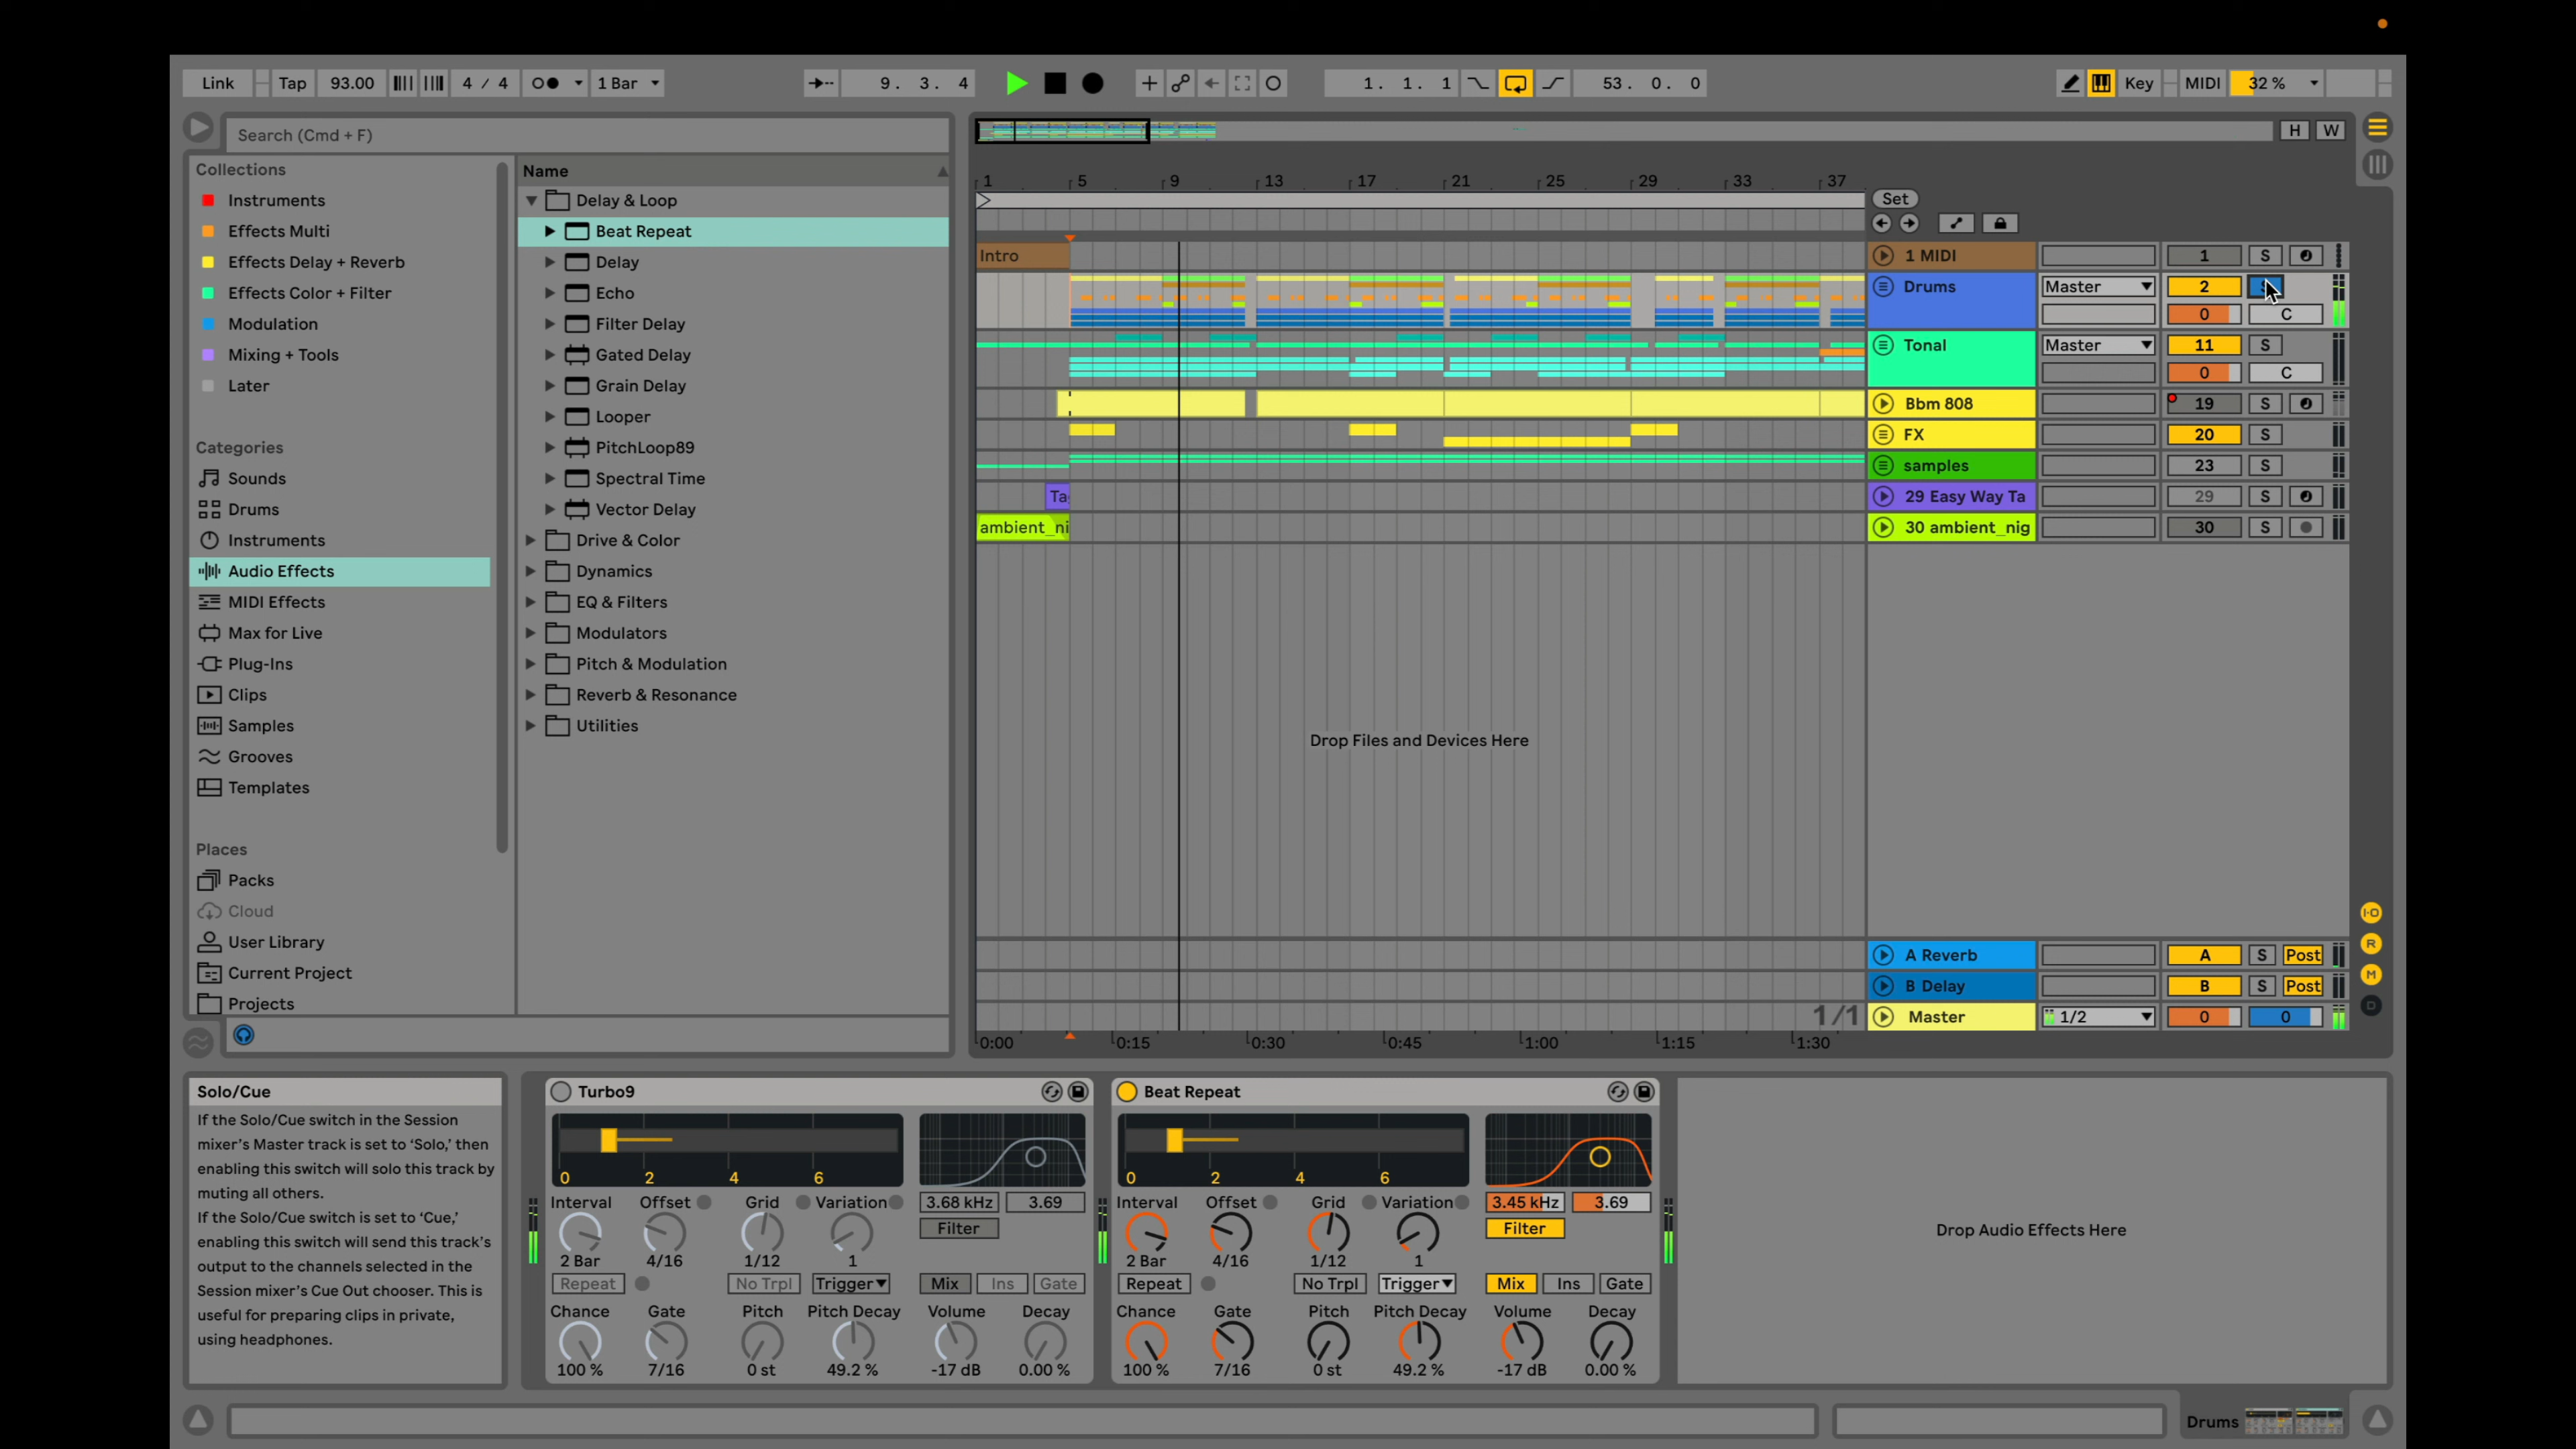 Link Tap 93.00 4 / 4 1 Bar 9. 3. 4 1. 1. 1 53. 0. 0 Key MIDI 32 %
Search (Cmd + F)
H W
Collections
Instruments
Effects Multi
Effects Delay + Reverb
Effects Color + Filter
Modulation
Mixing + Tools
Later
Categories
Sounds
Drums
Instruments
Audio Effects
MIDI Effects
Max for Live
Plug-Ins
Clips
Samples
Grooves
Templates
Places
Packs
Cloud
User Library
Current Project
Projects
Name
Delay & Loop
Beat Repeat
Delay
Echo
Filter Delay
Gated Delay
Grain Delay
Looper
PitchLoop89
Spectral Time
Vector Delay
Drive & Color
Dynamics
EQ & Filters
Modulators
Pitch & Modulation
Reverb & Resonance
Utilities
1 5 9 13 17 21 25 29 33 37
Set
Intro 1 MIDI 1 S
Drums Master 2 S
0 C
Tonal Master 11 S
0 C
Bbm 808 19 S
FX 20 S
samples 23 S
Ta 29 Easy Way Ta 29 S
ambient_ni 30 ambient_nig 30 S
Drop Files and Devices Here
I-O
R
M
D
A Reverb A S Post
B Delay B S Post
1/1 Master 1/2 0 0
0:00 0:15 0:30 0:45 1:00 1:15 1:30
Solo/Cue
If the Solo/Cue switch in the Session
mixer's Master track is set to 'Solo,' then
enabling this switch will solo this track by
muting all others.
If the Solo/Cue switch is set to 'Cue,'
enabling this switch will send this track's
output to the channels selected in the
Session mixer's Cue Out chooser. This is
useful for preparing clips in private,
using headphones.
Turbo9
0 2 4 6
Interval Offset Grid Variation 3.68 kHz 3.69
Filter
2 Bar 4/16 1/12 1
Repeat No Trpl Trigger Mix Ins Gate
Chance Gate Pitch Pitch Decay Volume Decay
100 % 7/16 0 st 49.2 % -17 dB 0.00 %
Beat Repeat
0 2 4 6
Interval Offset Grid Variation 3.45 kHz 3.69
Filter
2 Bar 4/16 1/12 1
Repeat No Trpl Trigger Mix Ins Gate
Chance Gate Pitch Pitch Decay Volume Decay
100 % 7/16 0 st 49.2 % -17 dB 0.00 %
Drop Audio Effects Here
Drums